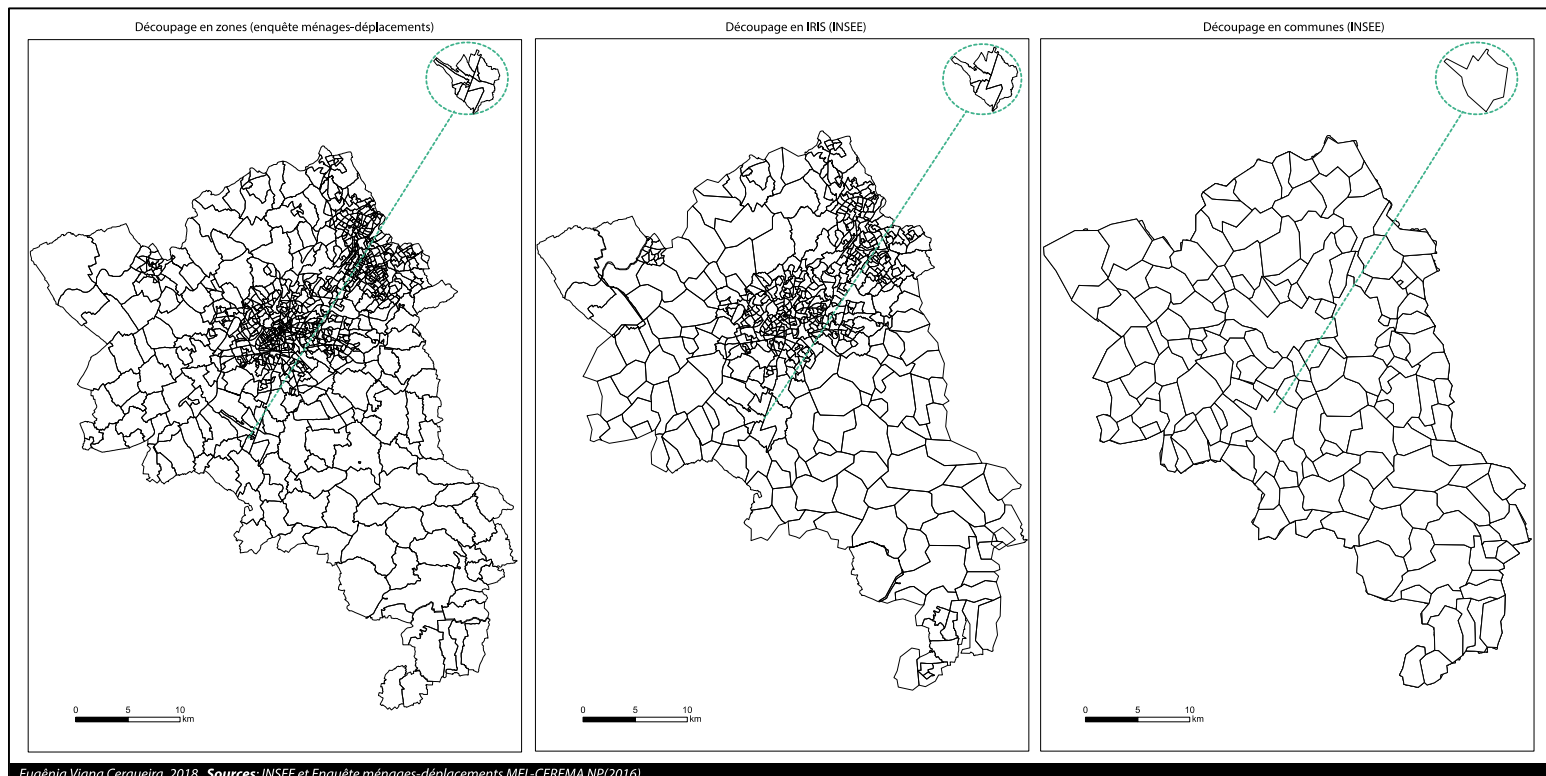 Découpage en zones (enquête ménages-déplacements)
Découpage en IRIS (INSEE)
Découpage en communes (INSEE)
0 5 10
km
0 5 10
km
0 5 10
km
Eugênia Viana Cerqueira, 2018. Sources: INSEE et Enquête ménages-déplacements MEL-CEREMA NP(2016)